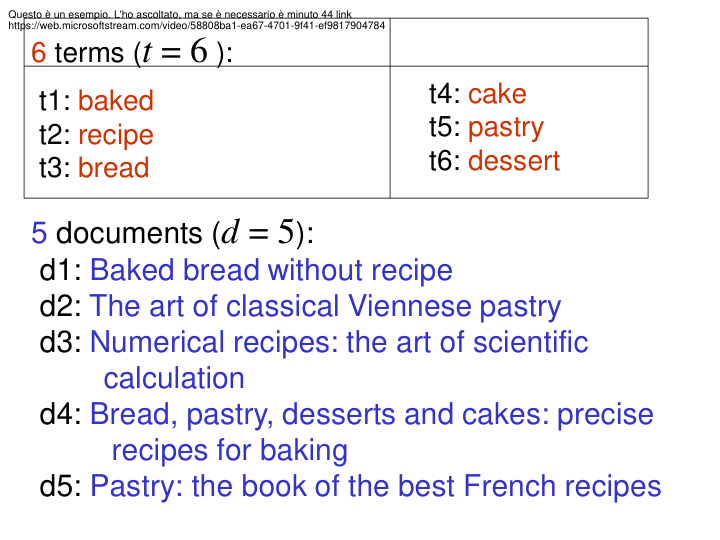 Questo è un esempio. L'ho ascoltato, ma se è necessario è minuto 44 link
https://web.microsoftstream.com/video/58808ba1-ea67-4701-9f41-ef9817904784
6 terms (t = 6 ):
t1: baked
t2: recipe
t3: bread
t4: cake
t5: pastry
t6: dessert
5 documents (d = 5):
d1: Baked bread without recipe
d2: The art of classical Viennese pastry
d3: Numerical recipes: the art of scientific
calculation
d4: Bread, pastry, desserts and cakes: precise
recipes for baking
d5: Pastry: the book of the best French recipes